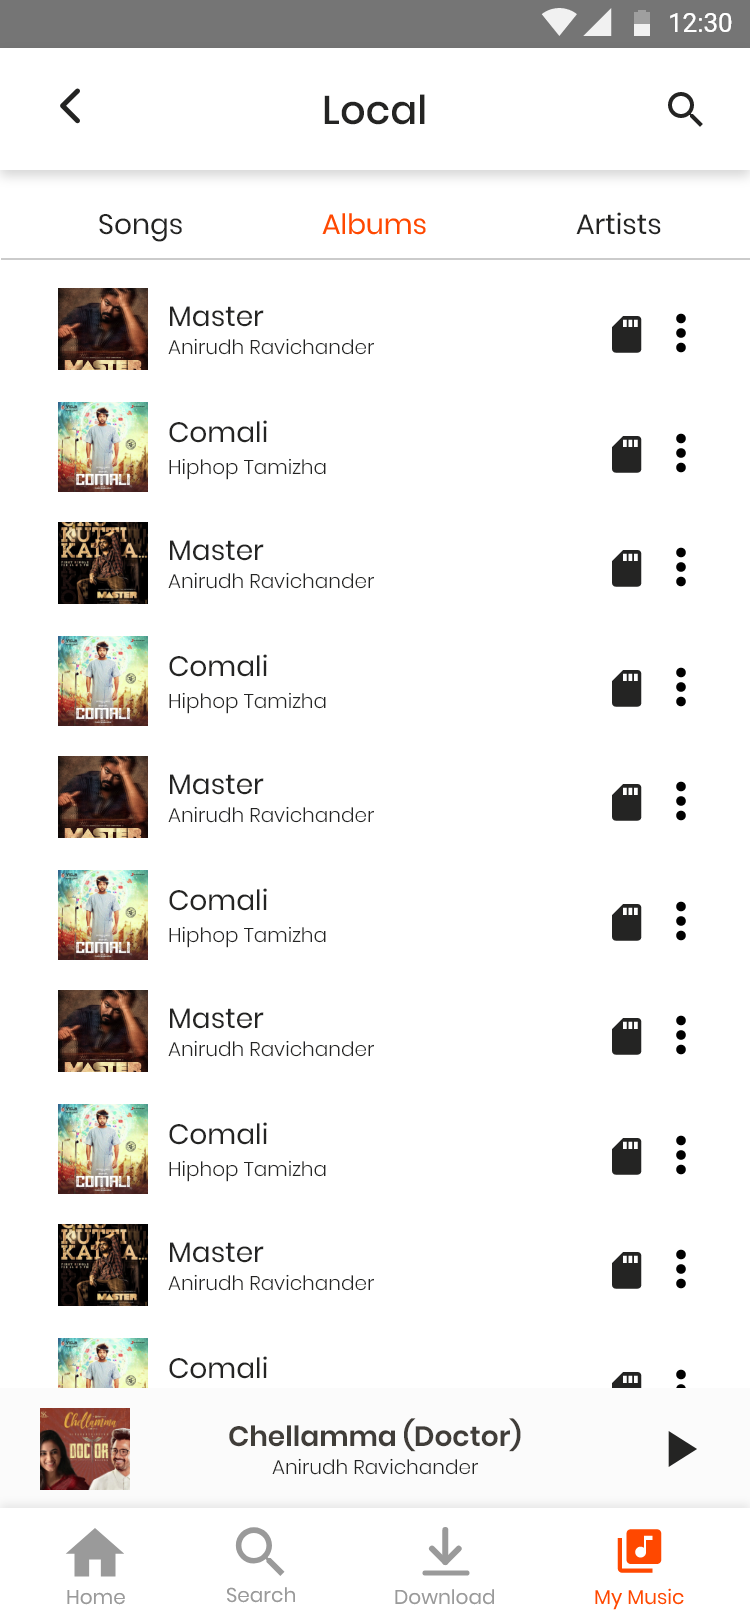 12:30
Local
Songs Albums Artists
MASTER
Master
Anirudh Ravichander
COMALI
Comali
Hiphop Tamizha
KUTTI
MASTER
Master
Anirudh Ravichander
COMALI
Comali
Hiphop Tamizha
MASTER
Master
Anirudh Ravichander
COMALI
Comali
Hiphop Tamizha
MASTER
Master
Anirudh Ravichander
COMALI
Comali
Hiphop Tamizha
KUTTI
MASTER
Master
Anirudh Ravichander
Comali
Chellamma
DOCTOR
Chellamma (Doctor)
Anirudh Ravichander
Home Search Download My Music